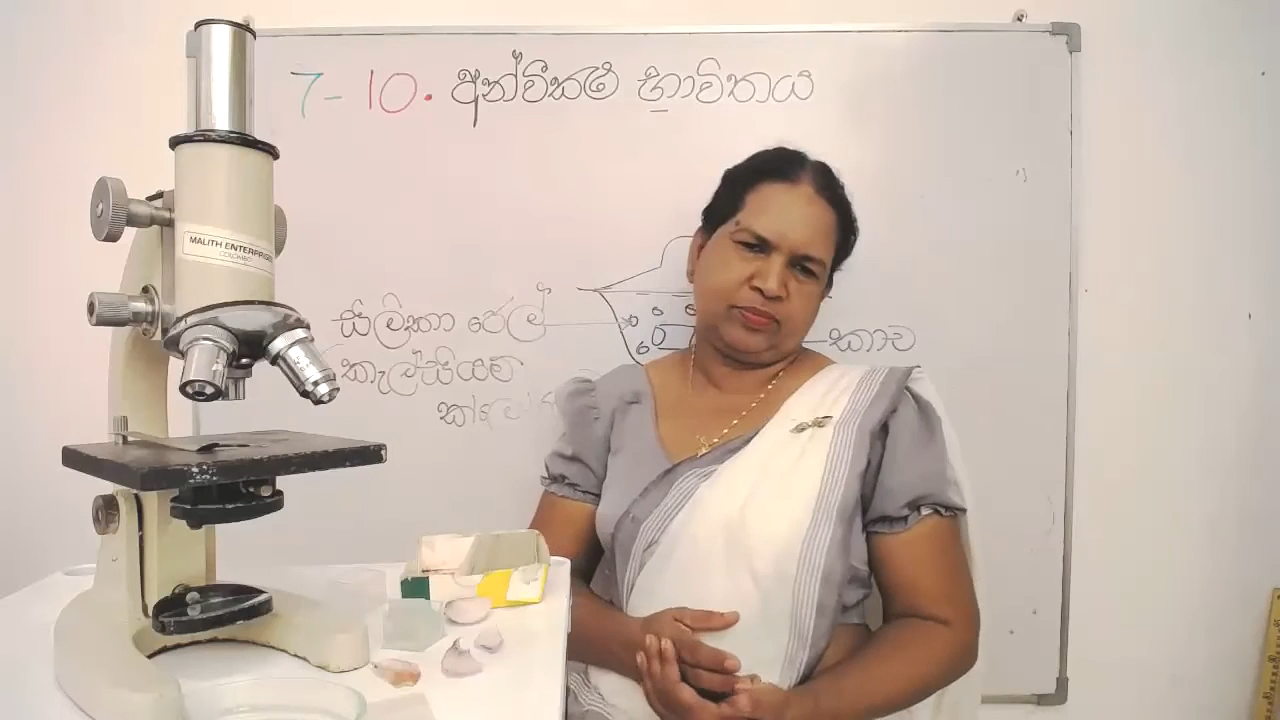 7-10. අන්වීක්ෂ භාවිතය
MALITH ENTERPRISES
COLOMBO
සිලිකා ජෙල්
කැල්සියම්
කාච